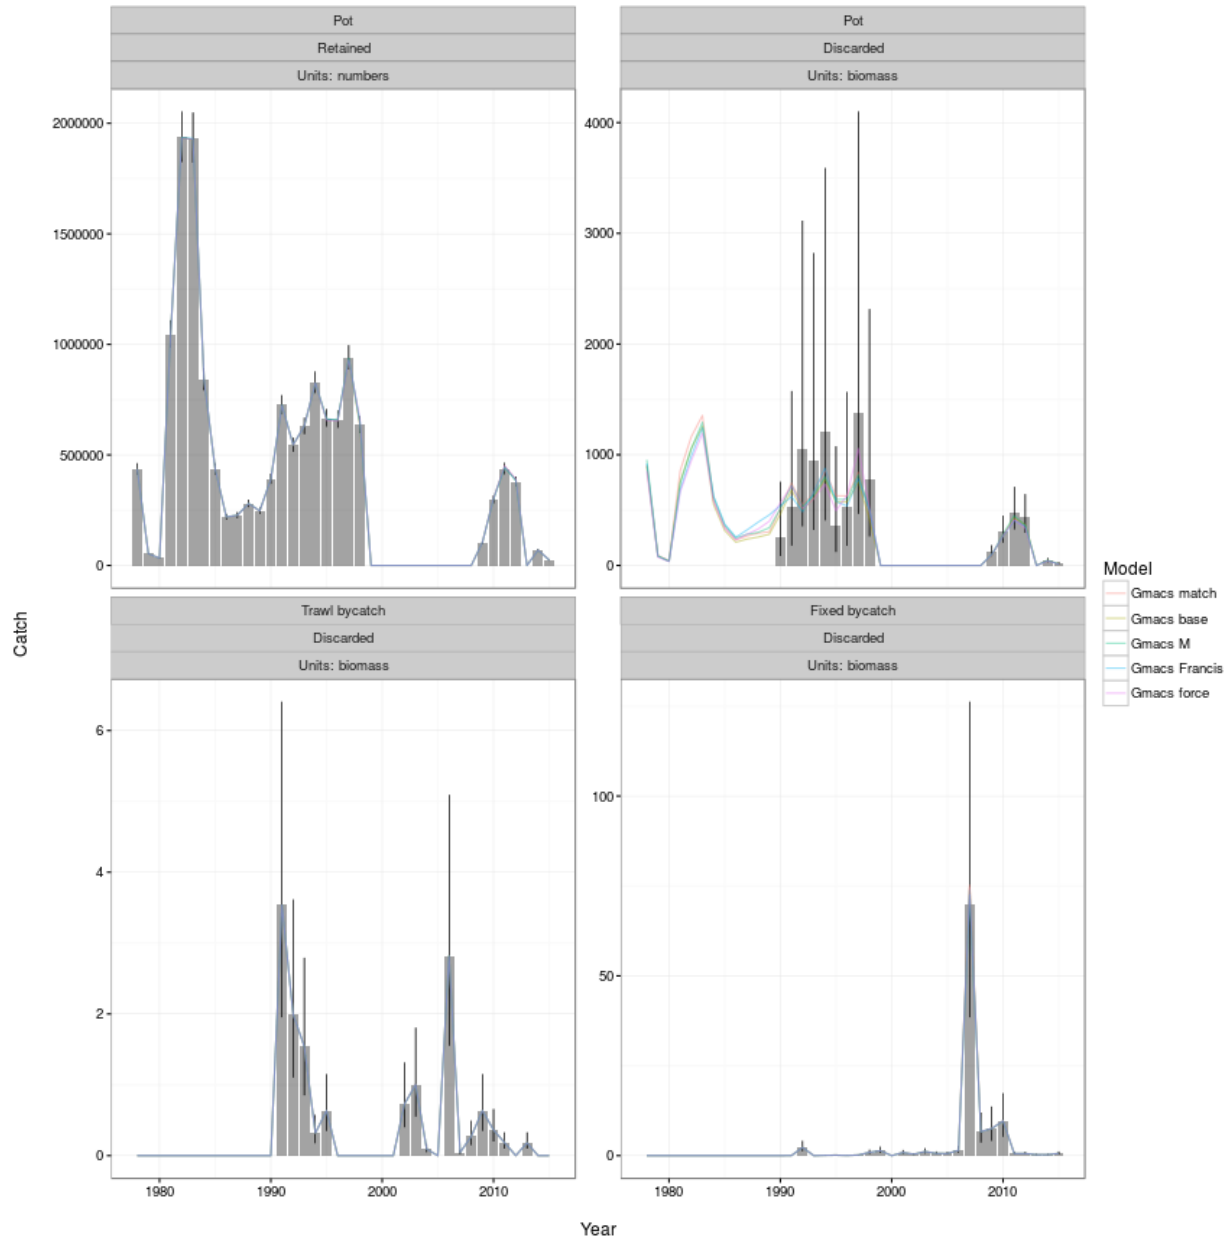 Pot
Retained
Units: numbers
2000000
1500000
1000000
500000
0
Pot
Discarded
Units: biomass
4000
3000
2000
1000
0
Trawl bycatch
Discarded
Units: biomass
6
4
2
0
1980 1990 2000 2010
Fixed bycatch
Discarded
Units: biomass
100
50
0
1980 1990 2000 2010
Catch
Year
Model
Gmacs match
Gmacs base
Gmacs M
Gmacs Francis
Gmacs force